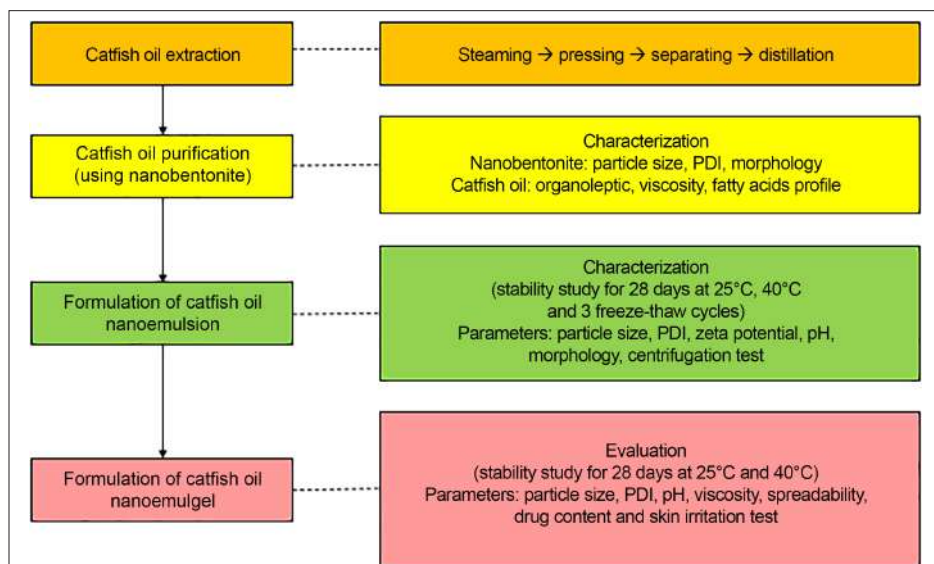 Catfish oil extraction
Steaming → pressing → separating → distillation
Catfish oil purification
(using nanobentonite)
Characterization
Nanobentonite: particle size, PDI, morphology
Catfish oil: organoleptic, viscosity, fatty acids profile
Formulation of catfish oil
nanoemulsion
Characterization
(stability study for 28 days at 25°C, 40°C
and 3 freeze-thaw cycles)
Parameters: particle size, PDI, zeta potential, pH,
morphology, centrifugation test
Formulation of catfish oil
nanoemulgel
Evaluation
(stability study for 28 days at 25°C and 40°C)
Parameters: particle size, PDI, pH, viscosity, spreadability,
drug content and skin irritation test